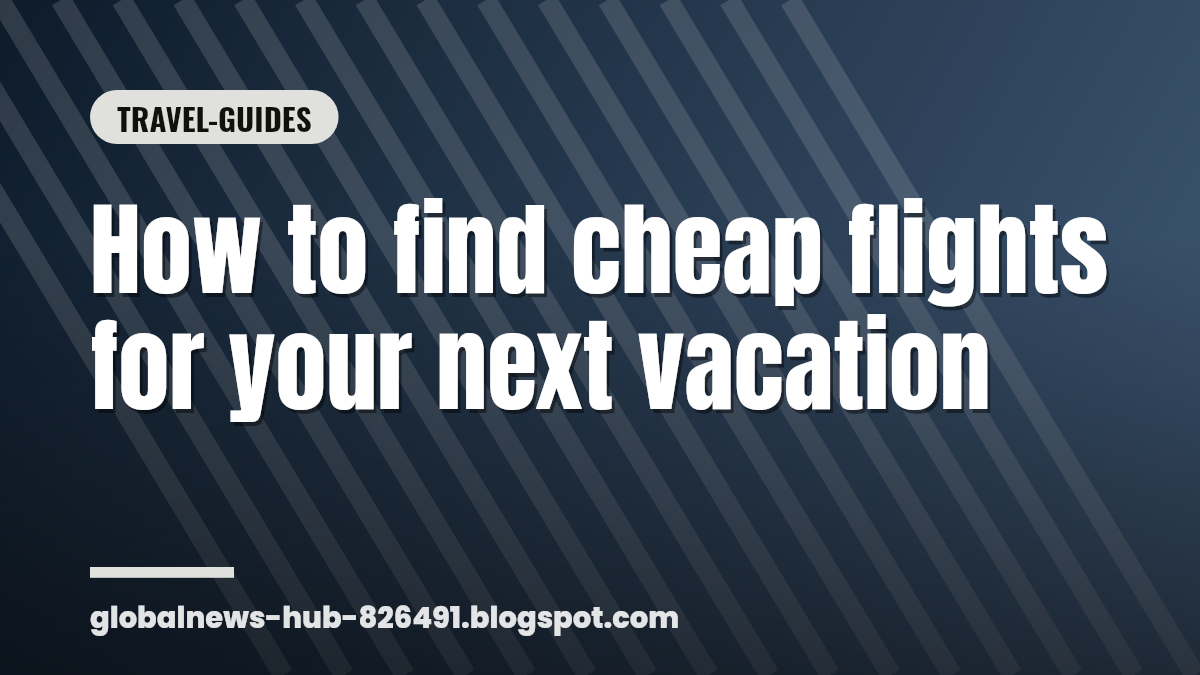 TRAVEL-GUIDES
How to find cheap flights
for your next vacation
globalnews-hub-826491.blogspot.com